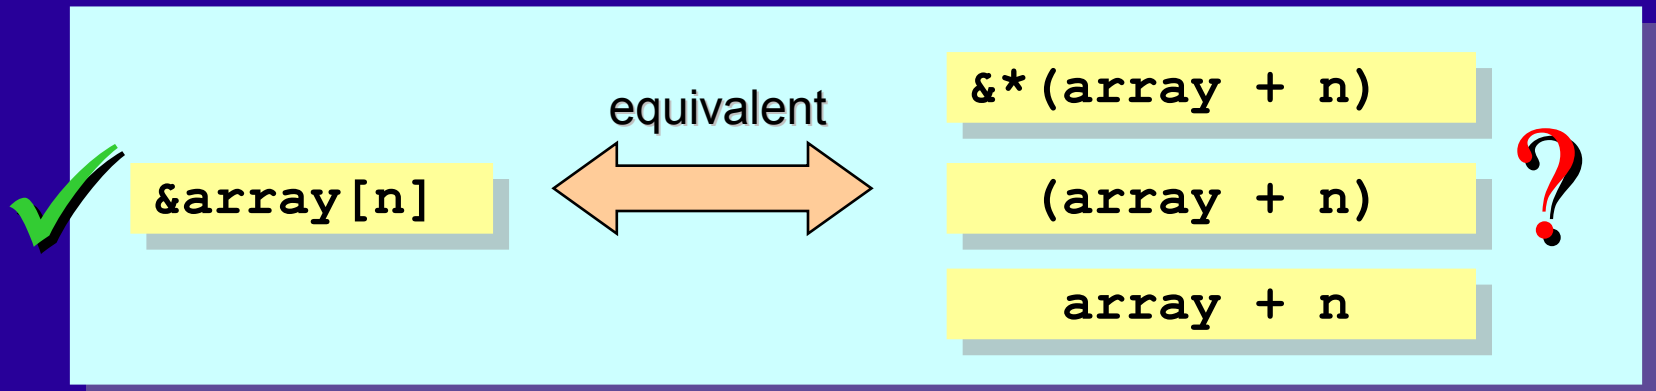 equivalent
&array[n]
&*(array + n)
(array + n)
array + n
?